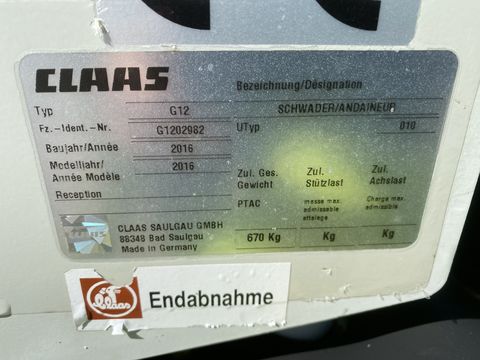 CLAAS
Bezeichnung/Désignation
Typ G12 SCHWADER/ANDAINEUR
Fz.-Ident.-Nr. G1202982 UTyp 010
Baujahr/Année 2016
Modelljahr/ 2016
Année Modèle
Reception
Zul. Ges. Zul. Zul.
Gewicht Stützlast Achslast
PTAC masse max. Charge max.
admissable admissible
attelage
CLAAS SAULGAU GMBH
88348 Bad Saulgau 670 Kg Kg Kg
Made in Germany
Claas Endabnahme